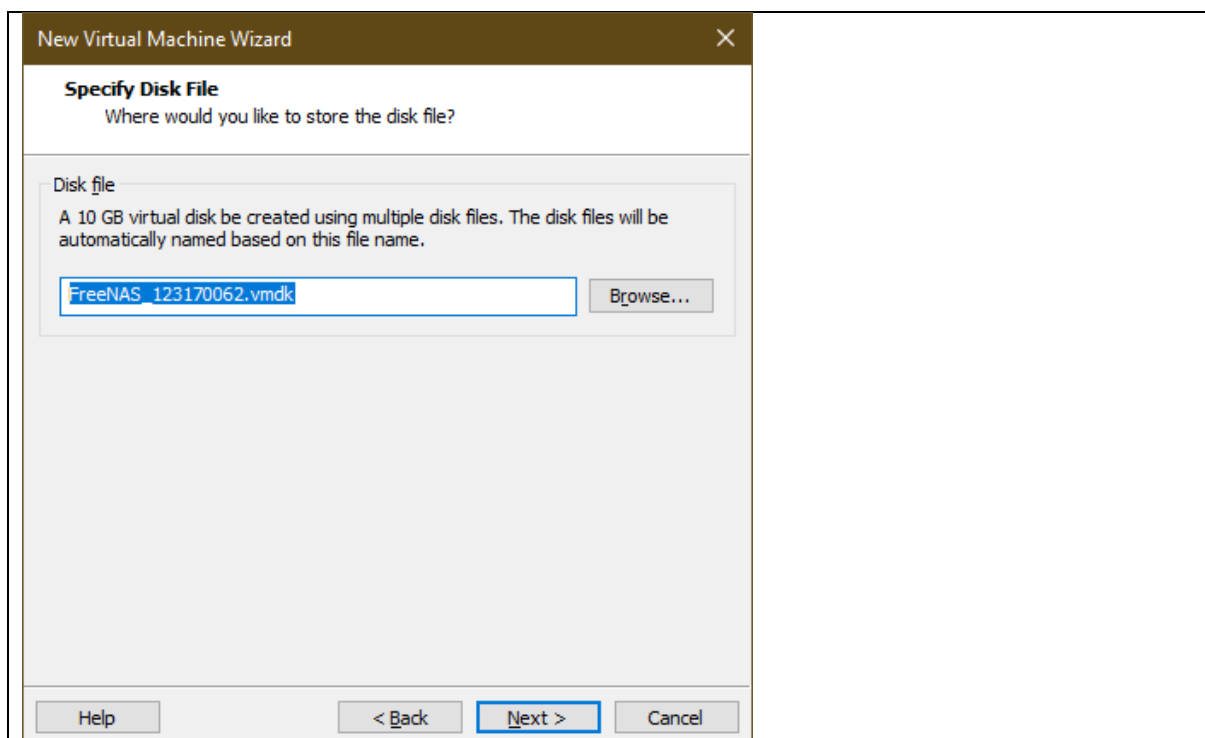 New Virtual Machine Wizard
Specify Disk File
Where would you like to store the disk file?
Disk file
A 10 GB virtual disk be created using multiple disk files. The disk files will be
automatically named based on this file name.
FreeNAS_123170062.vmdk
Browse...
Help
< Back
Next >
Cancel